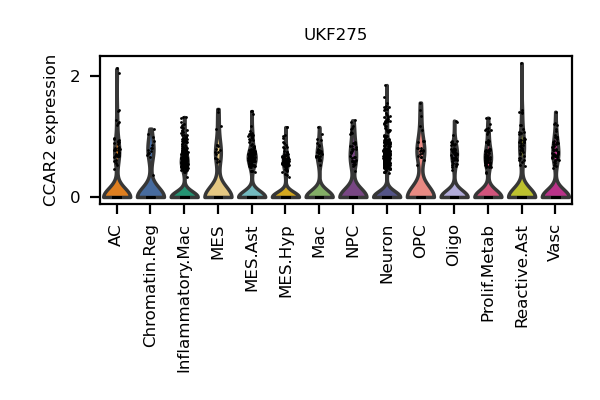 UKF275
CCAR2 expression
2
0
AC
Chromatin.Reg
Inflammatory.Mac
MES
MES.Ast
MES.Hyp
Mac
NPC
Neuron
OPC
Oligo
Prolif.Metab
Reactive.Ast
Vasc